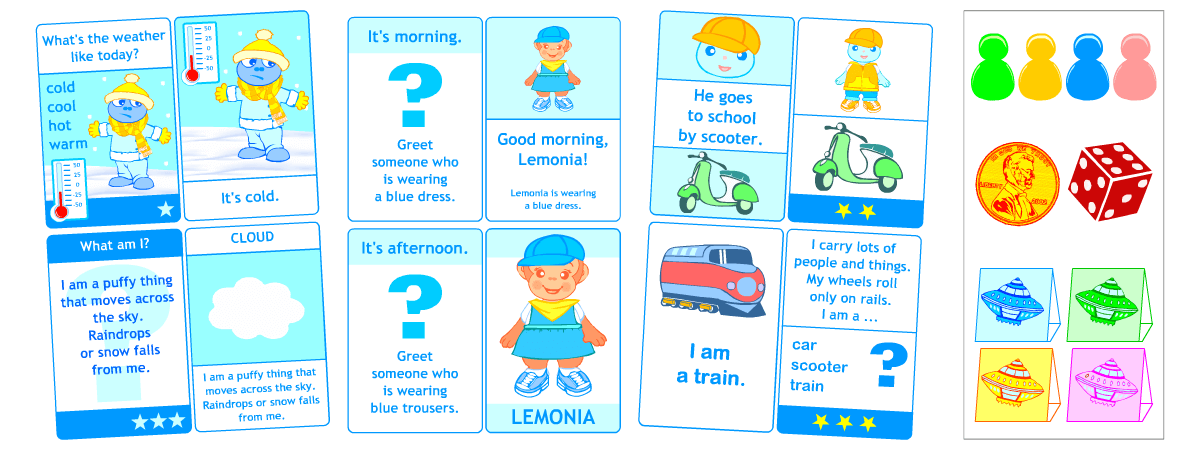 What's the weather
like today?
cold
cool
hot
warm
50
25
0
-25
-50
50
25
0
-25
-50
It's cold.
What am I?
I am a puffy thing
that moves across
the sky.
Raindrops
or snow falls
from me.
CLOUD
I am a puffy thing that
moves across the sky.
Raindrops or snow falls
from me.
It's morning.
?
Greet
someone who
is wearing
a blue dress.
Good morning,
Lemonia!
Lemonia is wearing
a blue dress.
It's afternoon.
?
Greet
someone who
is wearing
blue trousers.
LEMONIA
He goes
to school
by scooter.
I am
a train.
I carry lots of
people and things.
My wheels roll
only on rails.
I am a ...
car
scooter
train
?
LIBERTY
2002